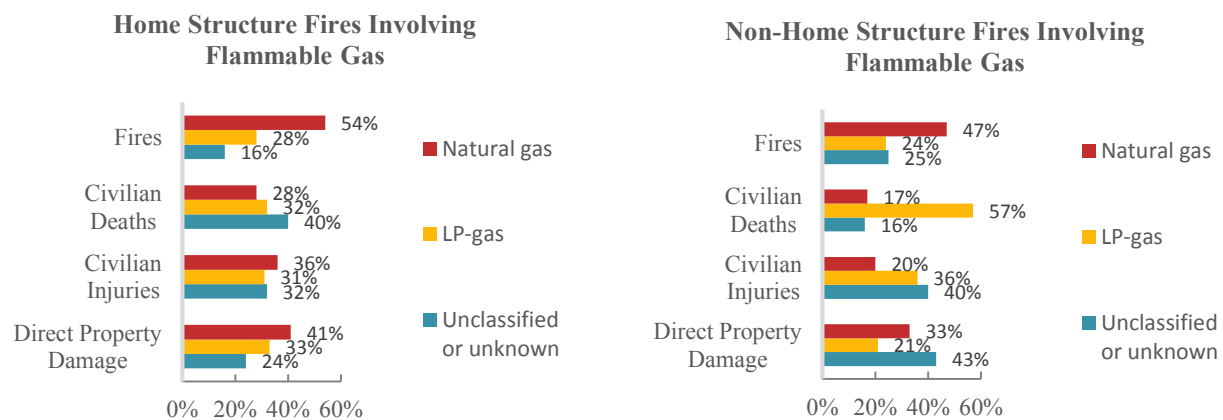 Home Structure Fires Involving
Flammable Gas
Fires
54%
28%
16%
Civilian
Deaths
28%
32%
40%
Civilian
Injuries
36%
31%
32%
Direct Property
Damage
41%
33%
24%
0% 20% 40% 60%
Natural gas
LP-gas
Unclassified
or unknown
Non-Home Structure Fires Involving
Flammable Gas
Fires
47%
24%
25%
Civilian
Deaths
17%
57%
16%
Civilian
Injuries
20%
36%
40%
Direct Property
Damage
33%
21%
43%
0% 20% 40% 60%
Natural gas
LP-gas
Unclassified
or unknown